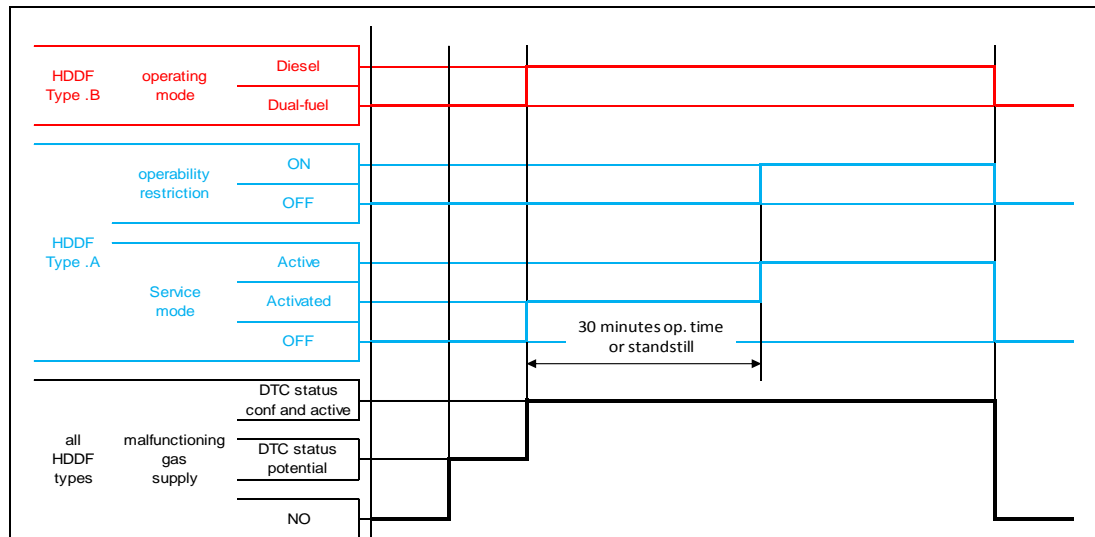 HDDF
Type .B
operating
mode
Diesel
Dual-fuel
HDDF
Type .A
operability
restriction
ON
OFF
Service
mode
Active
Activated
OFF
30 minutes op. time
or standstill
all
HDDF
types
malfunctioning
gas
supply
DTC status
conf and active
DTC status
potential
NO